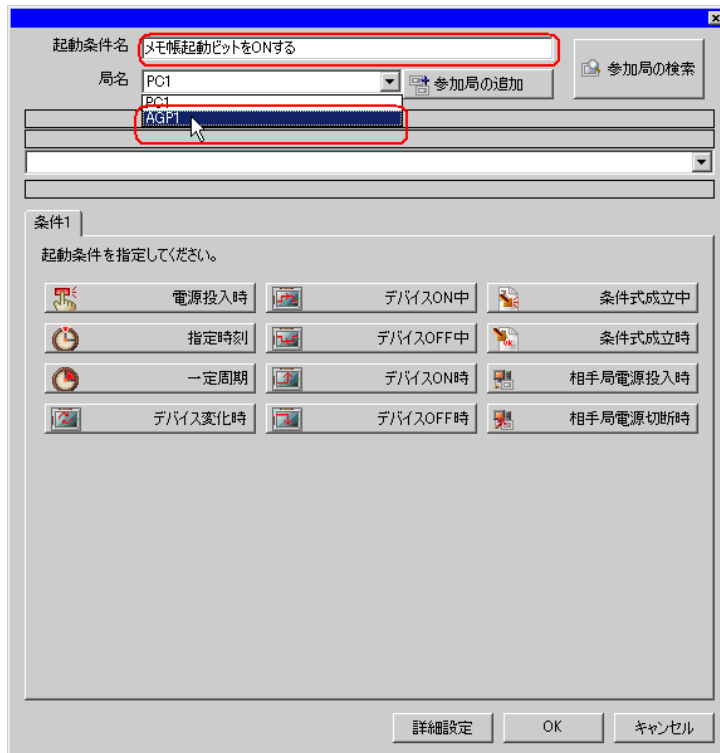 起動条件名 メモ帳起動ビットをONする
参加局の検索
局名 PC1 参加局の追加
PC1
AGP1
条件1
起動条件を指定してください。
電源投入時 デバイスON中 条件式成立中
指定時刻 デバイスOFF中 条件式成立時
一定周期 デバイスON時 相手局電源投入時
デバイス変化時 デバイスOFF時 相手局電源切断時
詳細設定 OK キャンセル